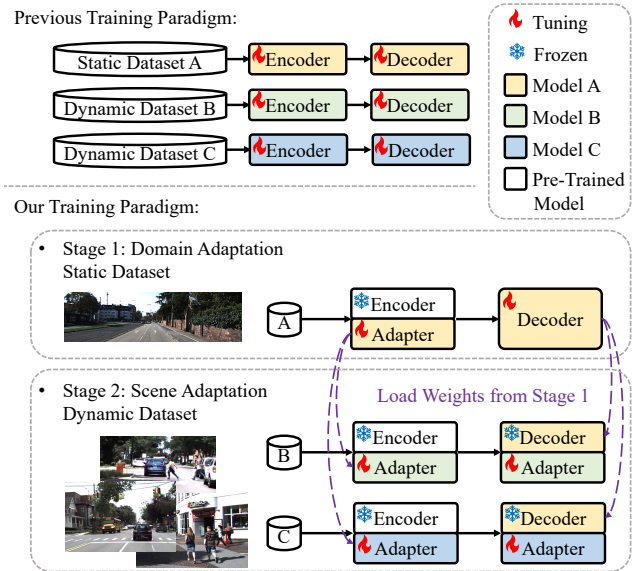 Previous Training Paradigm:
Static Dataset A
Encoder
Decoder
Dynamic Dataset B
Encoder
Decoder
Dynamic Dataset C
Encoder
Decoder
Tuning
Frozen
Model A
Model B
Model C
Pre-Trained
Model
Our Training Paradigm:
• Stage 1: Domain Adaptation
Static Dataset
A
Encoder
Adapter
Decoder
• Stage 2: Scene Adaptation
Dynamic Dataset
Load Weights from Stage 1
B
Encoder
Adapter
Decoder
Adapter
C
Encoder
Adapter
Decoder
Adapter